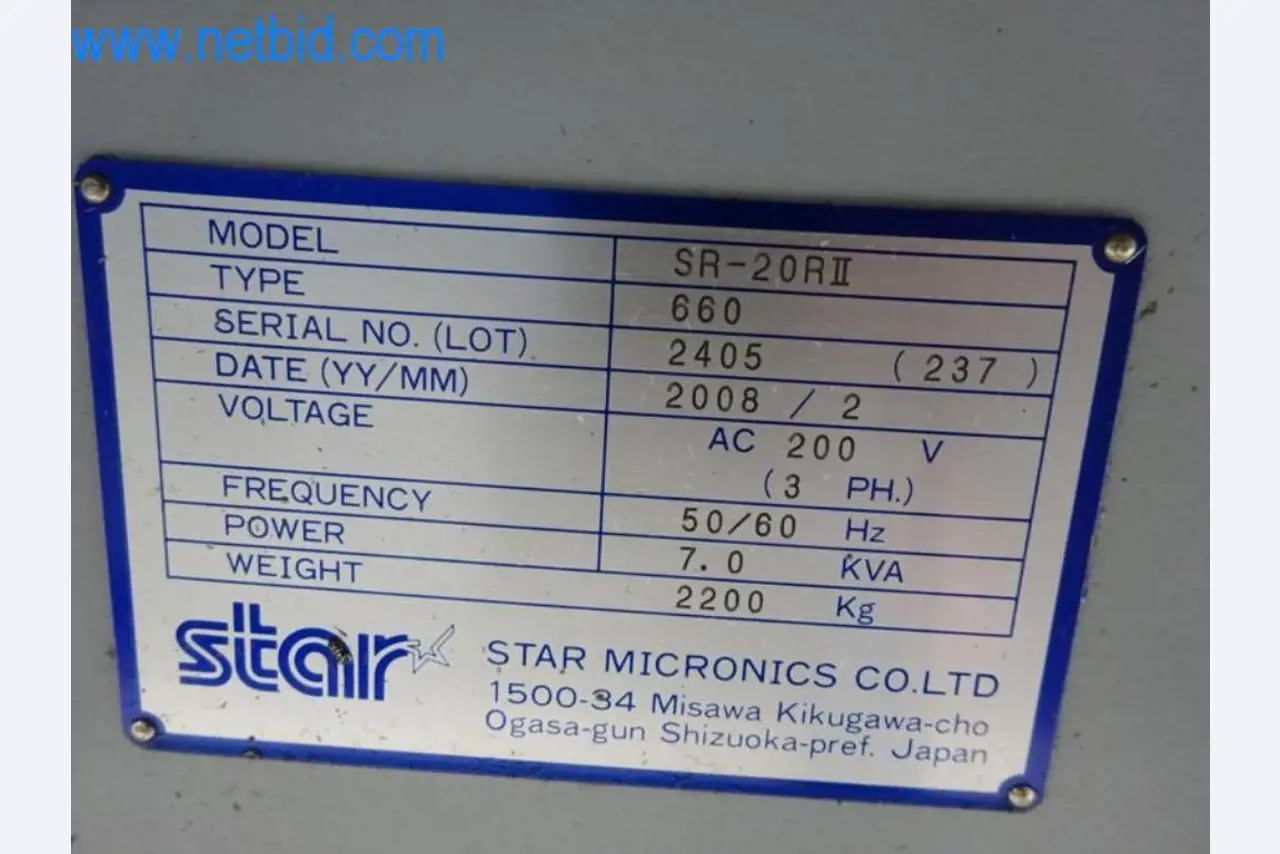 www.netbid.com
MODEL SR-20RⅡ
TYPE 660
SERIAL NO. (LOT) 2405 ( 237 )
DATE (YY/MM) 2008 / 2
VOLTAGE AC 200 V
(3 PH.)
FREQUENCY 50/60 Hz
POWER 7.0 KVA
WEIGHT 2200 Kg
star
STAR MICRONICS CO.LTD
1500-34 Misawa Kikugawa-cho
Ogasa-gun Shizuoka-pref. Japan